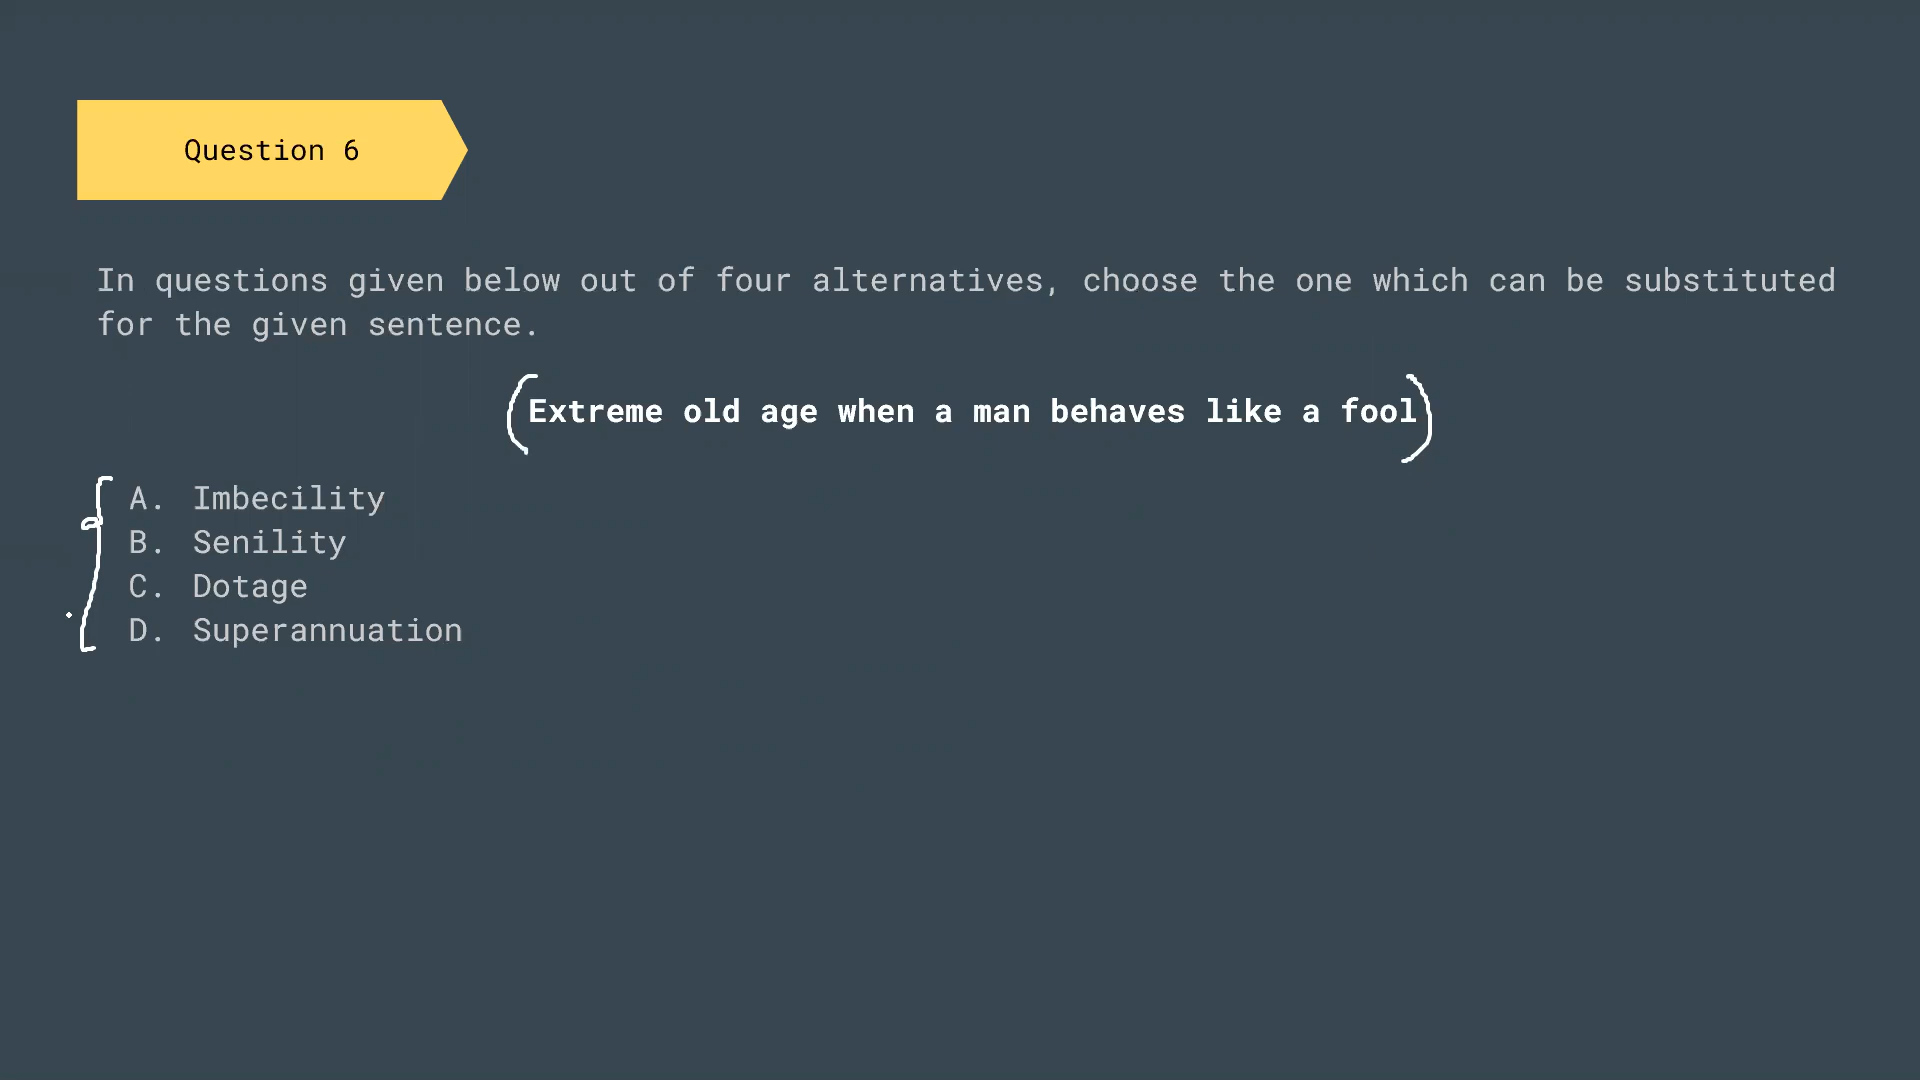 Question 6
In questions given below out of four alternatives, choose the one which can be substituted
for the given sentence.
Extreme old age when a man behaves like a fool
A. Imbecility
B. Senility
C. Dotage
D. Superannuation